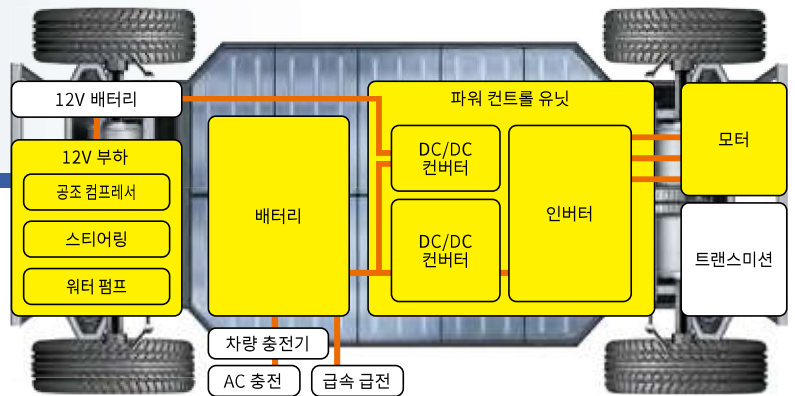 12V 배터리
12V 부하
공조 컴프레서
스티어링
워터 펌프
배터리
차량 충전기
AC 충전
급속 급전
파워 컨트롤 유닛
DC/DC
컨버터
DC/DC
컨버터
인버터
모터
트랜스미션